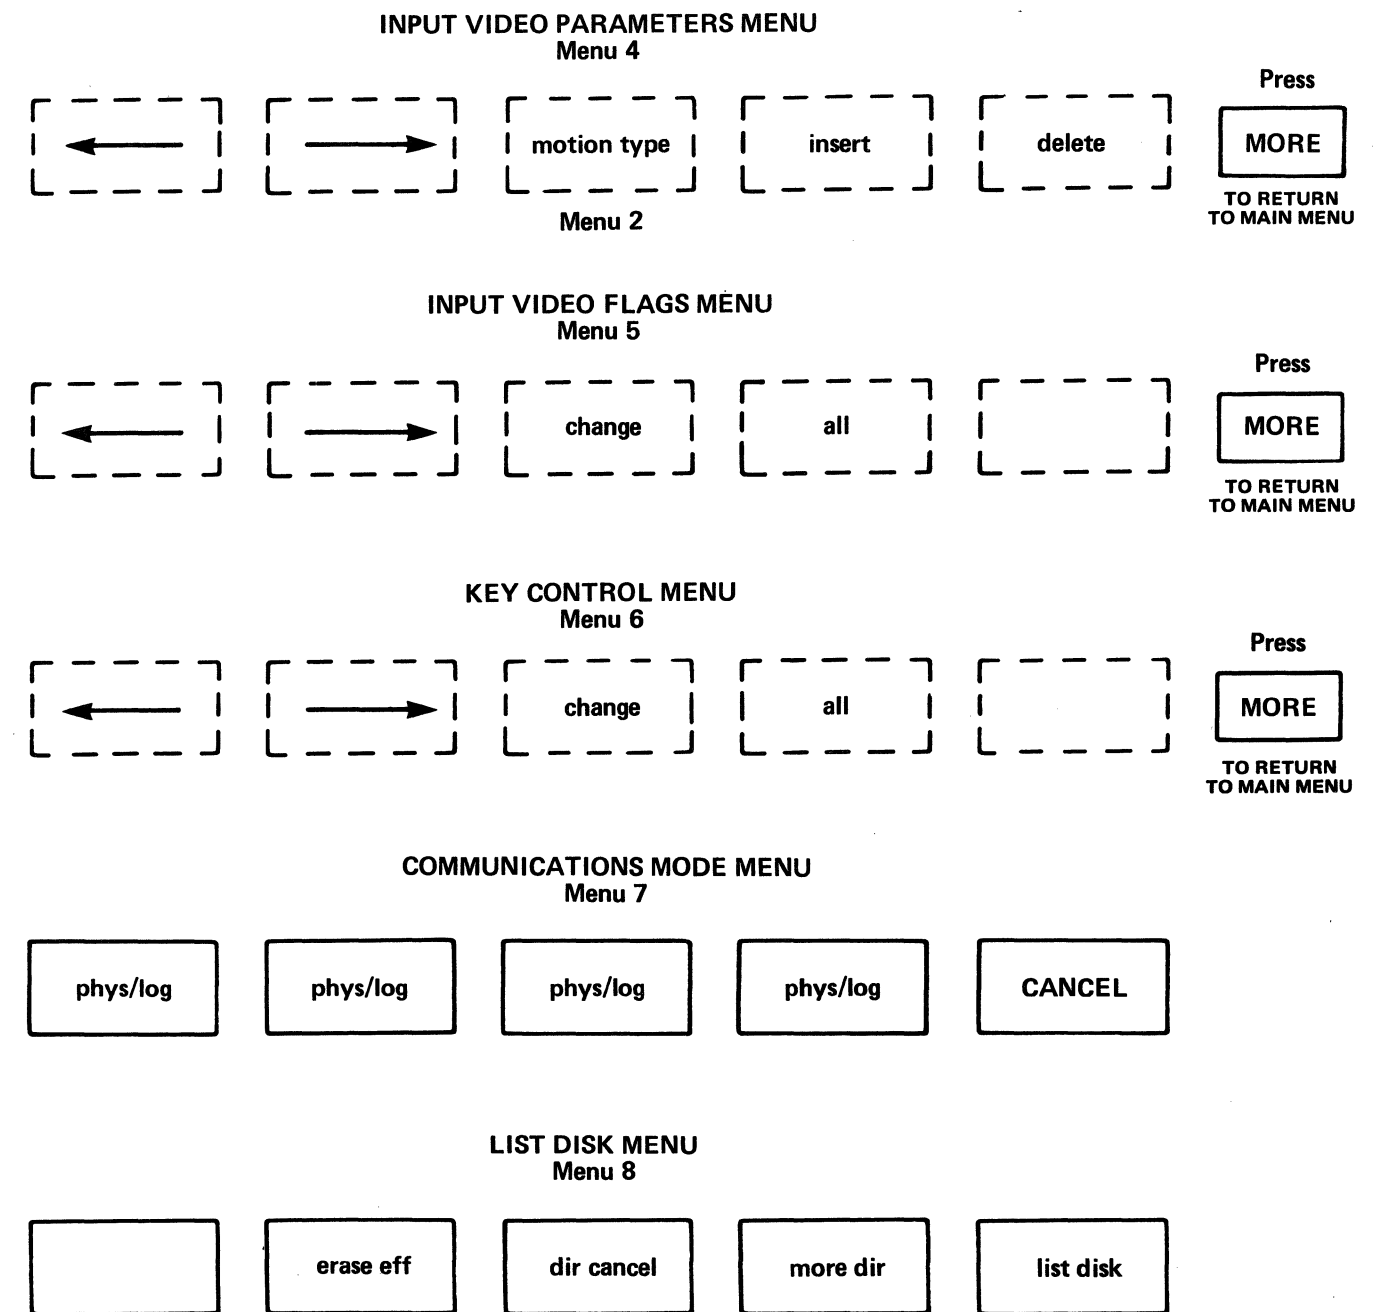 INPUT VIDEO PARAMETERS MENU
Menu 4
Press
motion type
insert
delete
MORE
TO RETURN
TO MAIN MENU
Menu 2
INPUT VIDEO FLAGS MENU
Menu 5
Press
change
all
MORE
TO RETURN
TO MAIN MENU
KEY CONTROL MENU
Menu 6
Press
change
all
MORE
TO RETURN
TO MAIN MENU
COMMUNICATIONS MODE MENU
Menu 7
phys/log
phys/log
phys/log
phys/log
CANCEL
LIST DISK MENU
Menu 8
erase eff
dir cancel
more dir
list disk